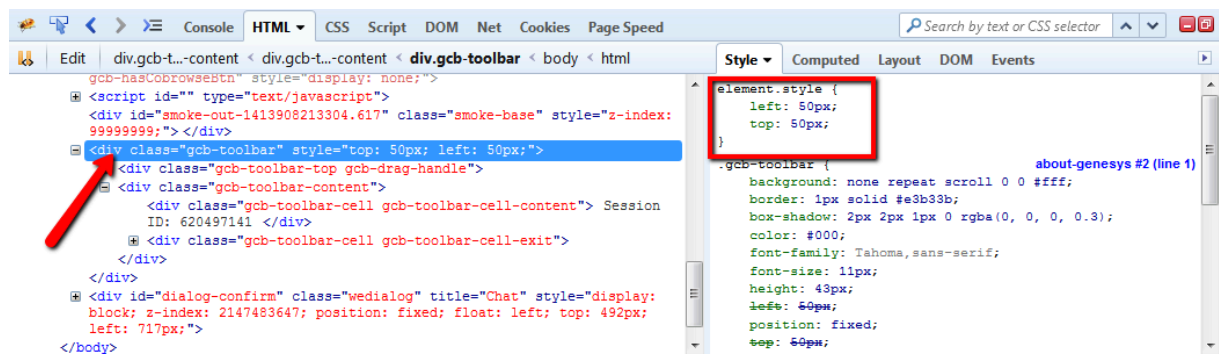 Console HTML CSS Script DOM Net Cookies Page Speed Search by text or CSS selector
Edit div.gcb-t...-content < div.gcb-t...-content < div.gcb-toolbar < body < html
gcb-hasCobrowseBtn" style="display: none;">
<script id="" type="text/javascript">
<div id="smoke-out-1413908213304.617" class="smoke-base" style="z-index:
99999999;"></div>
<div class="gcb-toolbar" style="top: 50px; left: 50px;">
<div class="gcb-toolbar-top gcb-drag-handle">
<div class="gcb-toolbar-content">
<div class="gcb-toolbar-cell gcb-toolbar-cell-content"> Session
ID: 620497141 </div>
<div class="gcb-toolbar-cell gcb-toolbar-cell-exit">
</div>
</div>
<div id="dialog-confirm" class="wedialog" title="Chat" style="display:
block; z-index: 2147483647; position: fixed; float: left; top: 492px;
left: 717px;">
</body>
Style Computed Layout DOM Events
element.style {
left: 50px;
top: 50px;
}
.gcb-toolbar { about-genesys #2 (line 1)
background: none repeat scroll 0 0 #fff;
border: 1px solid #e3b33b;
box-shadow: 2px 2px 1px 0 rgba(0, 0, 0, 0.3);
color: #000;
font-family: Tahoma,sans-serif;
font-size: 11px;
height: 43px;
left: 50px;
position: fixed;
top: 50px;